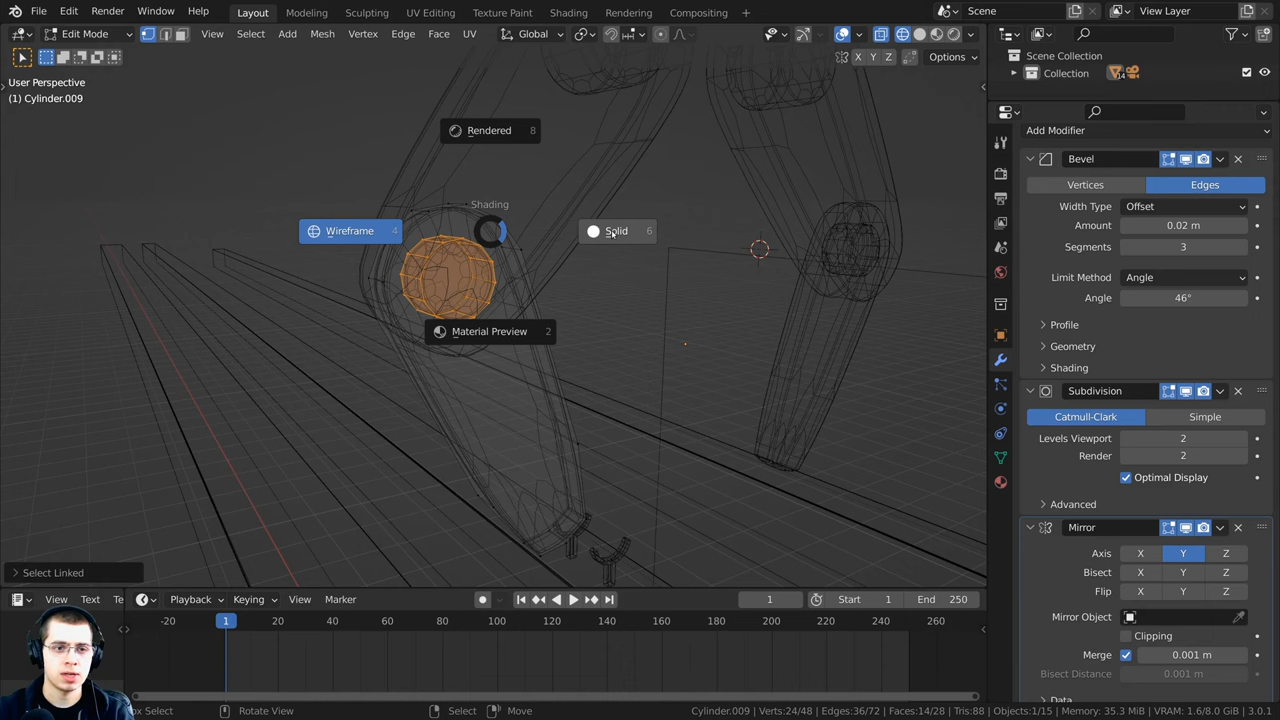 File Edit Render Window Help Layout Modeling Sculpting UV Editing Texture Paint Shading Rendering Compositing Scene View Layer
Edit Mode View Select Add Mesh Vertex Edge Face UV Global
X Y Z Options
User Perspective
(1) Cylinder.009
Scene Collection
Collection 14
Add Modifier
Bevel
Vertices Edges
Width Type Offset
Amount 0.02 m
Segments 3
Limit Method Angle
Angle 46°
Profile
Geometry
Shading
Subdivision
Catmull-Clark Simple
Levels Viewport 2
Render 2
Optimal Display
Advanced
Mirror
Axis X Y Z
Bisect X Y Z
Flip X Y Z
Mirror Object
Clipping
Merge 0.001 m
Bisect Distance 0.001 m
Data
Rendered 8
Shading
Wireframe 4
Solid 6
Material Preview 2
Select Linked
View Text Te Playback Keying View Marker 1 Start 1 End 250
-20 1 20 40 60 80 100 120 140 160 180 200 220 240 260
ox Select Rotate View Select Move Cylinder.009 | Verts:24/48 | Edges:36/72 | Faces:14/28 | Tris:88 | Objects:1/15 | Memory: 35.3 MiB | VRAM: 1.6/8.0 GiB | 3.0.1